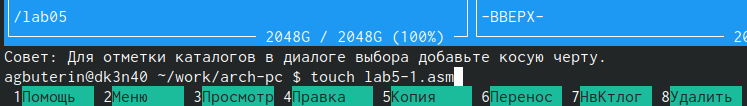 /lab05
-ВВЕРХ-
2048G / 2048G (100%)
Совет: Для отметки каталогов в диалоге выбора добавьте косую черту.
agbuterin@dk3n40 ~/work/arch-pc $ touch lab5-1.asm
1Помощь 2Меню 3Просмотр 4Правка 5Копия 6Перенос 7НвКтлог 8Удалить